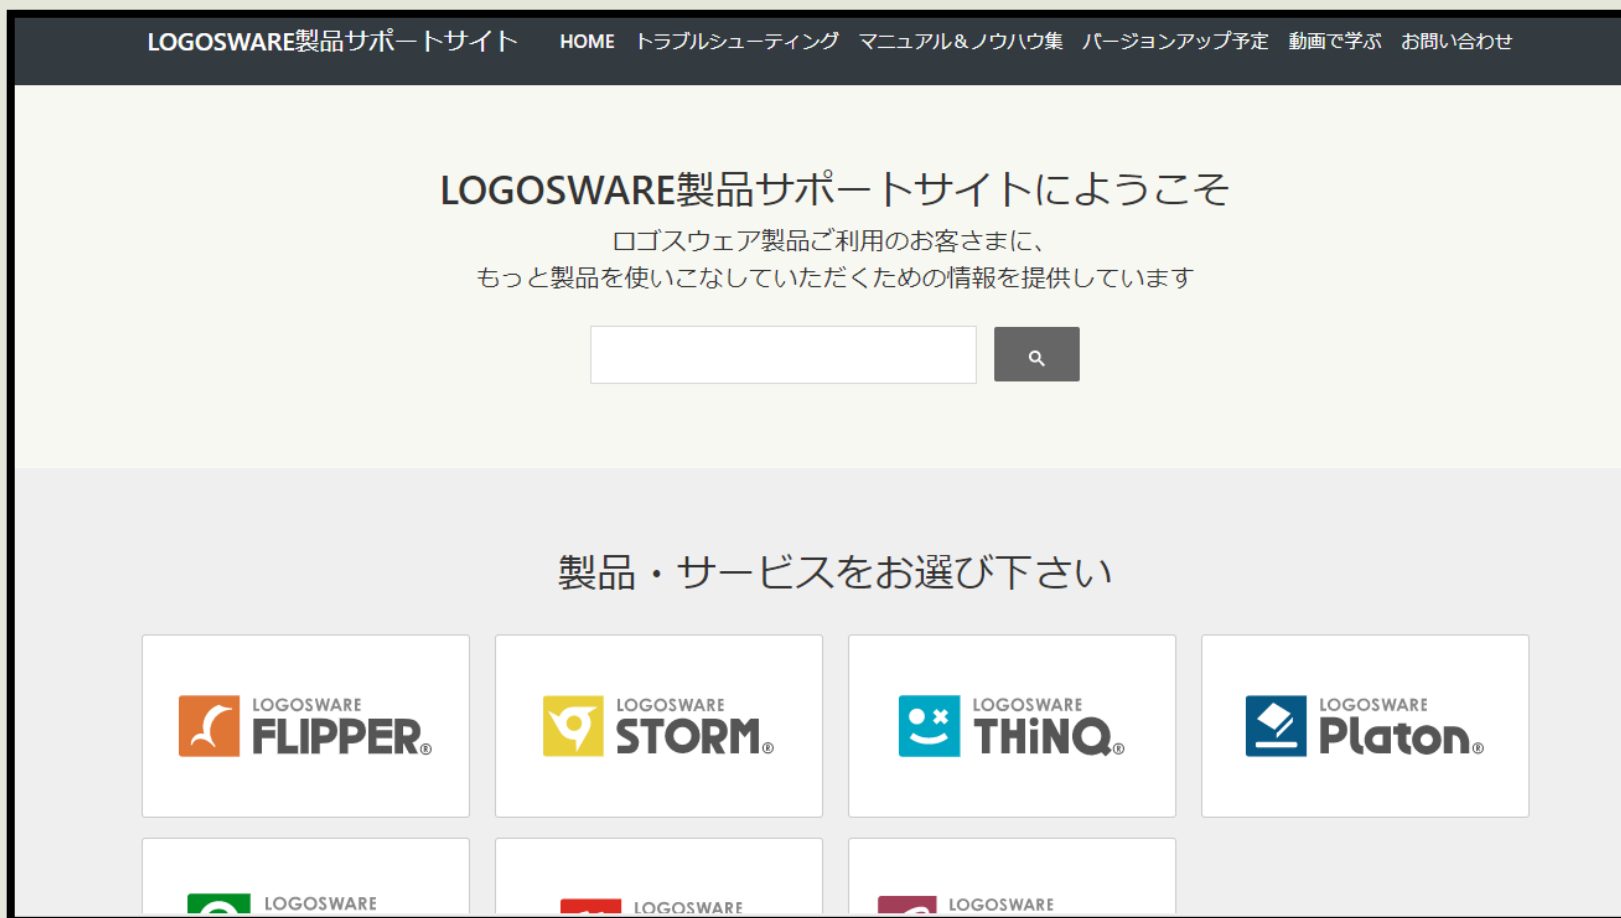 LOGOSWARE製品サポートサイト HOME トラブルシューティング マニュアル&ノウハウ集 バージョンアップ予定 動画で学ぶ お問い合わせ
LOGOSWARE製品サポートサイトにようこそ
ロゴスウェア製品ご利用のお客さまに、
もっと製品を使いこなしていただくための情報を提供しています
製品・サービスをお選び下さい
LOGOSWARE
FLIPPER®
LOGOSWARE
STORM®
LOGOSWARE
THiNQ®
LOGOSWARE
Platon®
LOGOSWARE
LOGOSWARE
LOGOSWARE